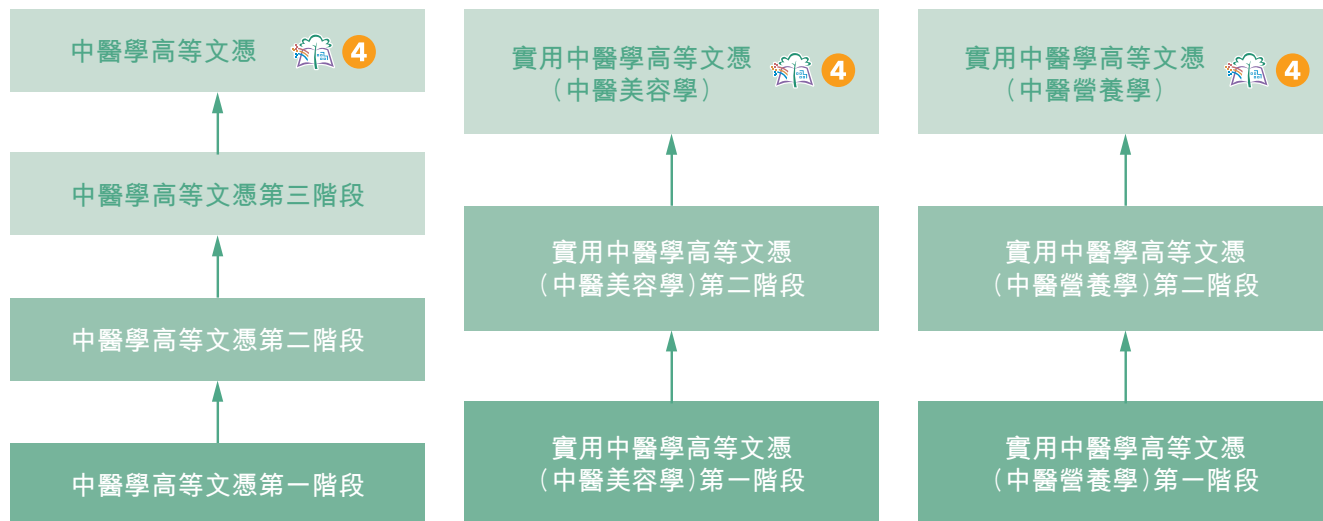 中醫學高等文憑 4
中醫學高等文憑第三階段
中醫學高等文憑第二階段
中醫學高等文憑第一階段
實用中醫學高等文憑
（中醫美容學） 4
實用中醫學高等文憑
（中醫美容學）第二階段
實用中醫學高等文憑
（中醫美容學）第一階段
實用中醫學高等文憑
（中醫營養學） 4
實用中醫學高等文憑
（中醫營養學）第二階段
實用中醫學高等文憑
（中醫營養學）第一階段